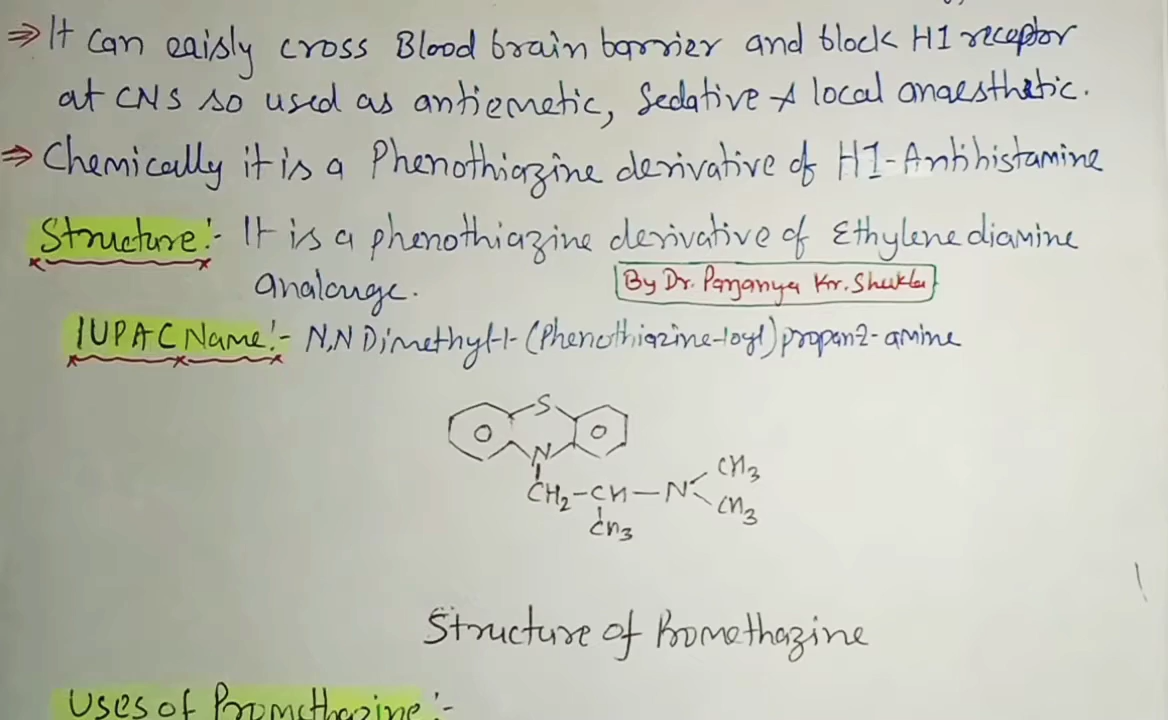 ⇒ It can eaisly cross Blood brain barrier and block H1 receptor
at CNS so used as antiemetic, Sedative & local anaesthetic.
⇒ Chemically it is a Phenothiazine derivative of H1-Antihistamine
Structure:- It is a phenothiazine derivative of Ethylene diamine
analouge.
By Dr. Parjanya Kr. Shukla
IUPAC Name:- N,N Dimethyl-1-(Phenothiazine-10yl)propan2-amine
S
N
CH2-CH-N
CH3
CH3
CH3
Structure of Promethazine
Uses of Promethazine:-